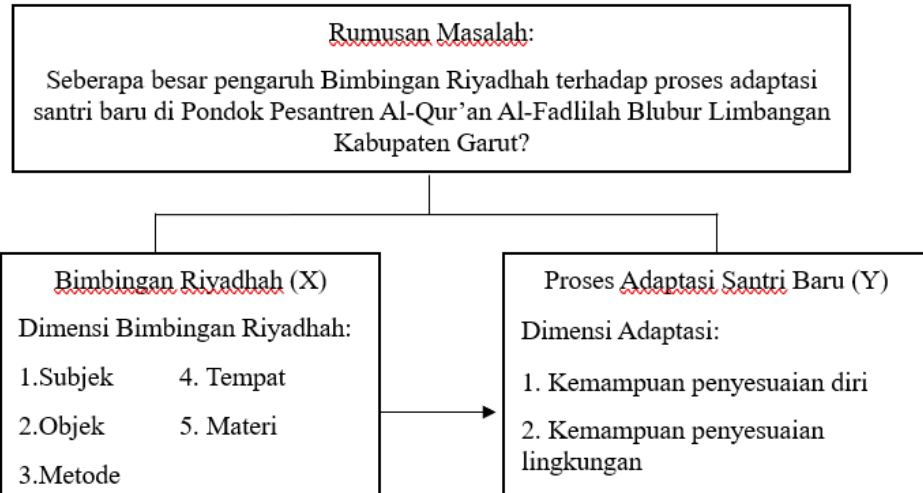 Rumusan Masalah:
Seberapa besar pengaruh Bimbingan Riyadhah terhadap proses adaptasi
santri baru di Pondok Pesantren Al-Qur’an Al-Fadlilah Blubur Limbangan
Kabupaten Garut?
Bimbingan Riyadhah (X)
Dimensi Bimbingan Riyadhah:
1.Subjek 4. Tempat
2.Objek 5. Materi
3.Metode
Proses Adaptasi Santri Baru (Y)
Dimensi Adaptasi:
1. Kemampuan penyesuaian diri
2. Kemampuan penyesuaian
lingkungan